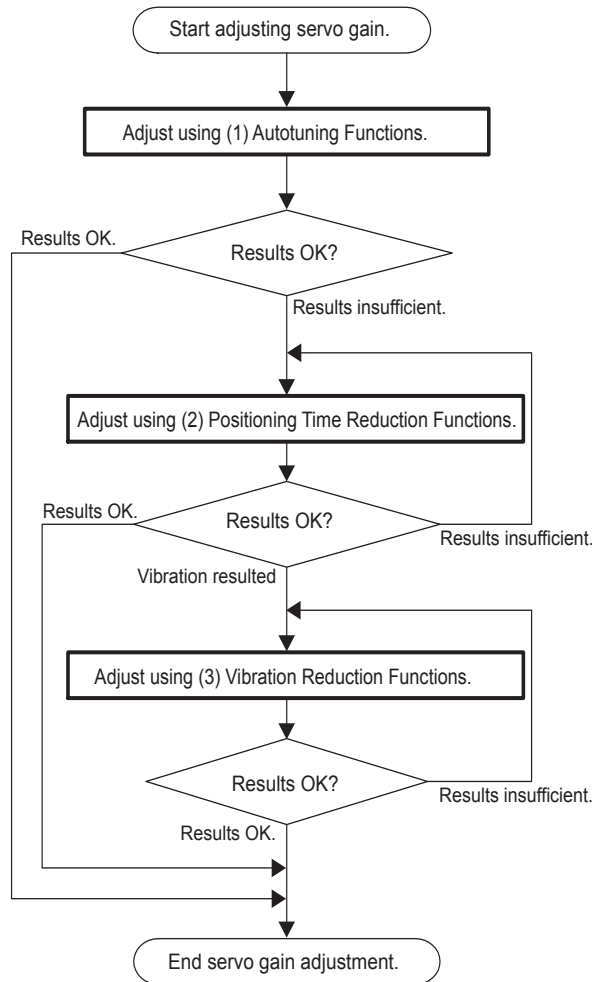 Start adjusting servo gain.
Adjust using (1) Autotuning Functions.
Results OK.
Results OK?
Results insufficient.
Adjust using (2) Positioning Time Reduction Functions.
Results OK.
Results OK?
Results insufficient.
Vibration resulted
Adjust using (3) Vibration Reduction Functions.
Results OK?
Results insufficient.
Results OK.
End servo gain adjustment.